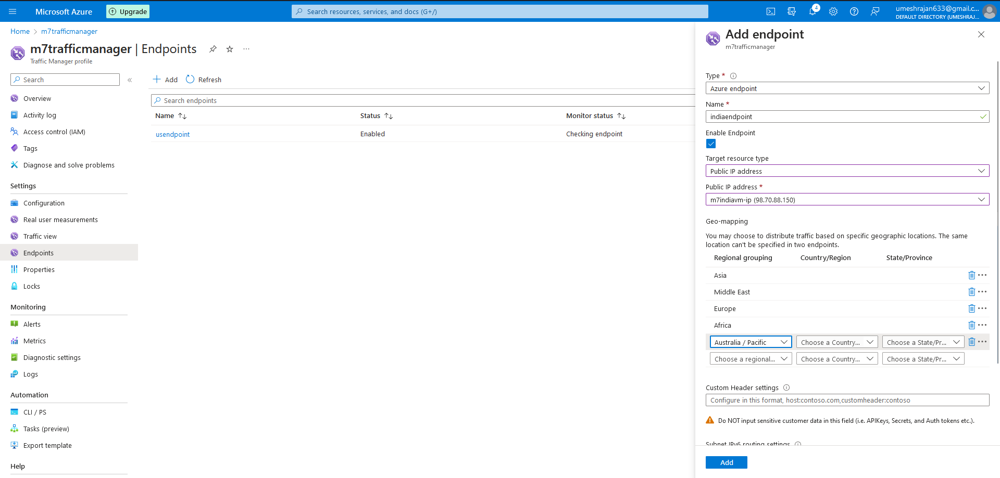 Microsoft Azure
Upgrade
Search resources, services, and docs (G+/)
4
umeshrajan633@gmail.c...
DEFAULT DIRECTORY (UMESHRAJ...
Home > m7trafficmanager
m7trafficmanager | Endpoints
Traffic Manager profile
Search
Overview
Activity log
Access control (IAM)
Tags
Diagnose and solve problems
Settings
Configuration
Real user measurements
Traffic view
Endpoints
Properties
Locks
Monitoring
Alerts
Metrics
Diagnostic settings
Logs
Automation
CLI / PS
Tasks (preview)
Export template
Help
Add Refresh
Search endpoints
Name Status Monitor status
usendpoint Enabled Checking endpoint
Add endpoint
m7trafficmanager
Type *
Azure endpoint
Name *
indiaendpoint
Enable Endpoint
Target resource type
Public IP address
Public IP address *
m7indiavm-ip (98.70.88.150)
Geo-mapping
You may choose to distribute traffic based on specific geographic locations. The same
location can't be specified in two endpoints.
Regional grouping Country/Region State/Province
Asia
Middle East
Europe
Africa
Australia / Pacific Choose a Country... Choose a State/Pr...
Choose a regional... Choose a Country... Choose a State/Pr...
Custom Header settings
Configure in this format, host:contoso.com,customheader:contoso
Do NOT input sensitive customer data in this field (i.e. APIKeys, Secrets, and Auth tokens etc.).
Subnet IPv6 routing settings
Add